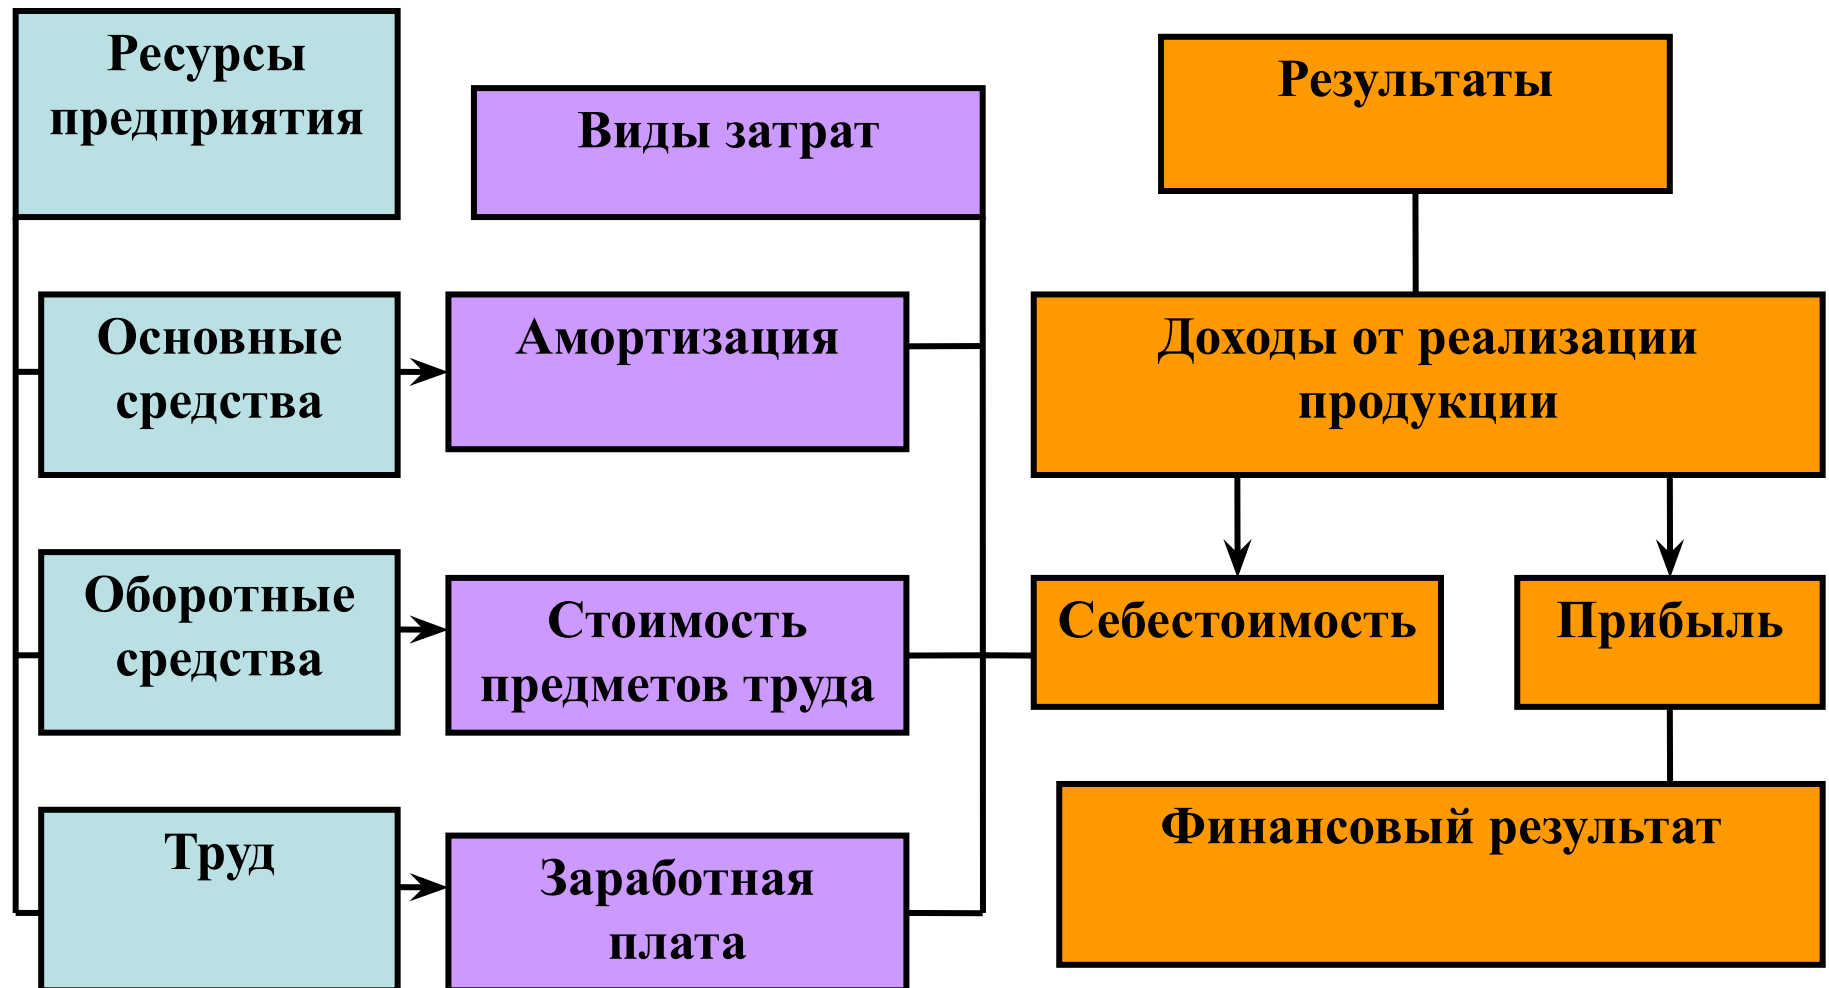 Ресурсы
предприятия
Виды затрат
Результаты
Основные
средства
Амортизация
Доходы от реализации
продукции
Оборотные
средства
Стоимость
предметов труда
Себестоимость
Прибыль
Труд
Заработная
плата
Финансовый результат